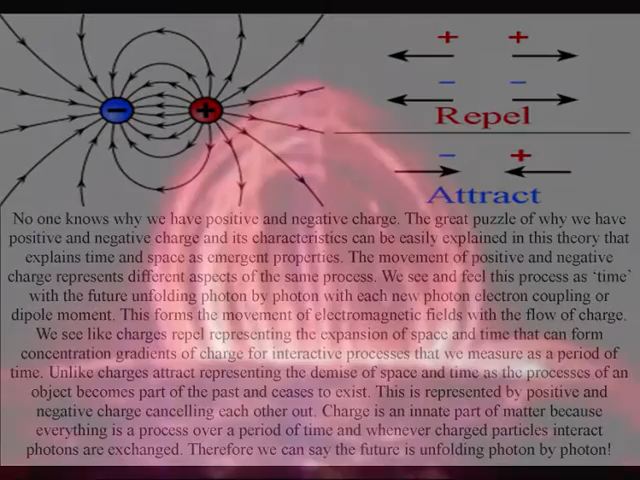 + +
− −
Repel
− +
Attract
− +
No one knows why we have positive and negative charge. The great puzzle of why we have
positive and negative charge and its characteristics can be easily explained in this theory that
explains time and space as emergent properties. The movement of positive and negative
charge represents different aspects of the same process. We see and feel this process as ‘time’
with the future unfolding photon by photon with each new photon electron coupling or
dipole moment. This forms the movement of electromagnetic fields with the flow of charge.
We see like charges repel representing the expansion of space and time that can form
concentration gradients of charge for interactive processes that we measure as a period of
time. Unlike charges attract representing the demise of space and time as the processes of an
object becomes part of the past and ceases to exist. This is represented by positive and
negative charge cancelling each other out. Charge is an innate part of matter because
everything is a process over a period of time and whenever charged particles interact
photons are exchanged. Therefore we can say the future is unfolding photon by photon!